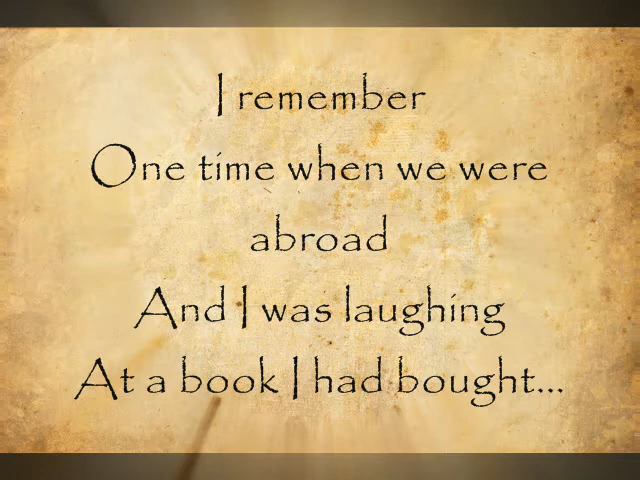 I remember
One time when we were
abroad
And I was laughing
At a book I had bought...